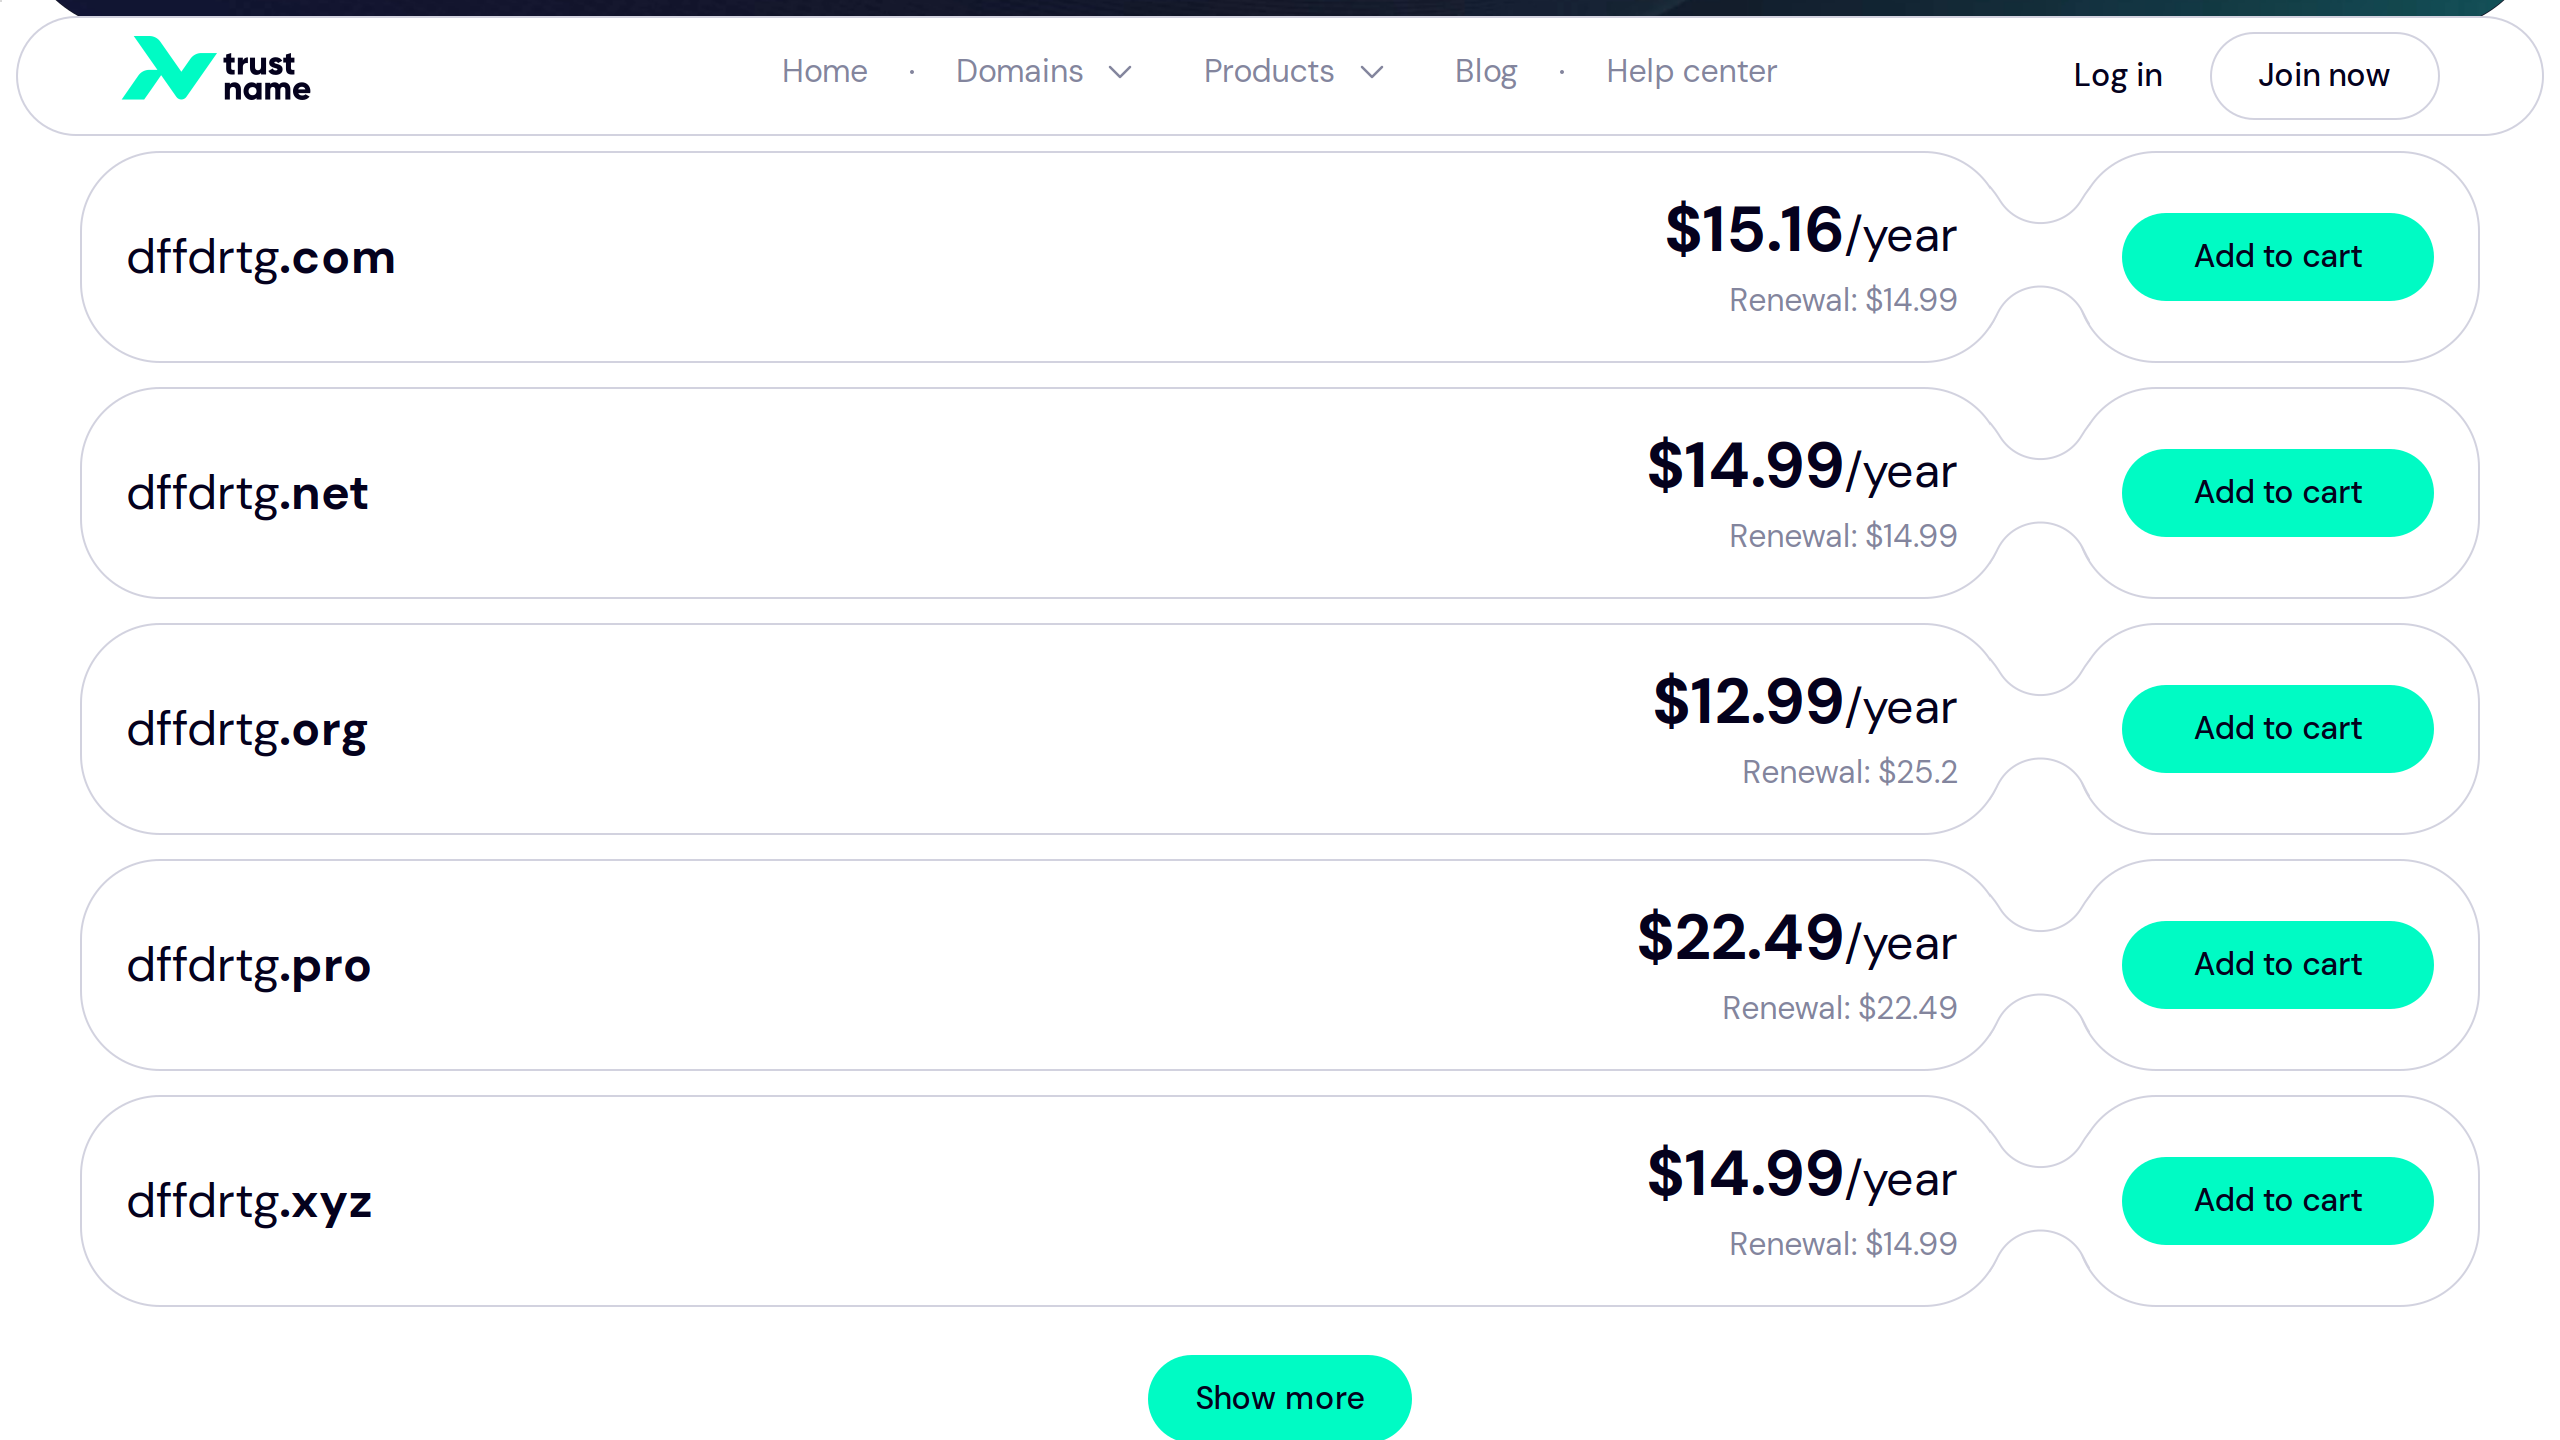 trust
name
Home · Domains Products Blog · Help center
Log in Join now
dffdrtg.com
$15.16/year
Renewal: $14.99
Add to cart
dffdrtg.net
$14.99/year
Renewal: $14.99
Add to cart
dffdrtg.org
$12.99/year
Renewal: $25.2
Add to cart
dffdrtg.pro
$22.49/year
Renewal: $22.49
Add to cart
dffdrtg.xyz
$14.99/year
Renewal: $14.99
Add to cart
Show more